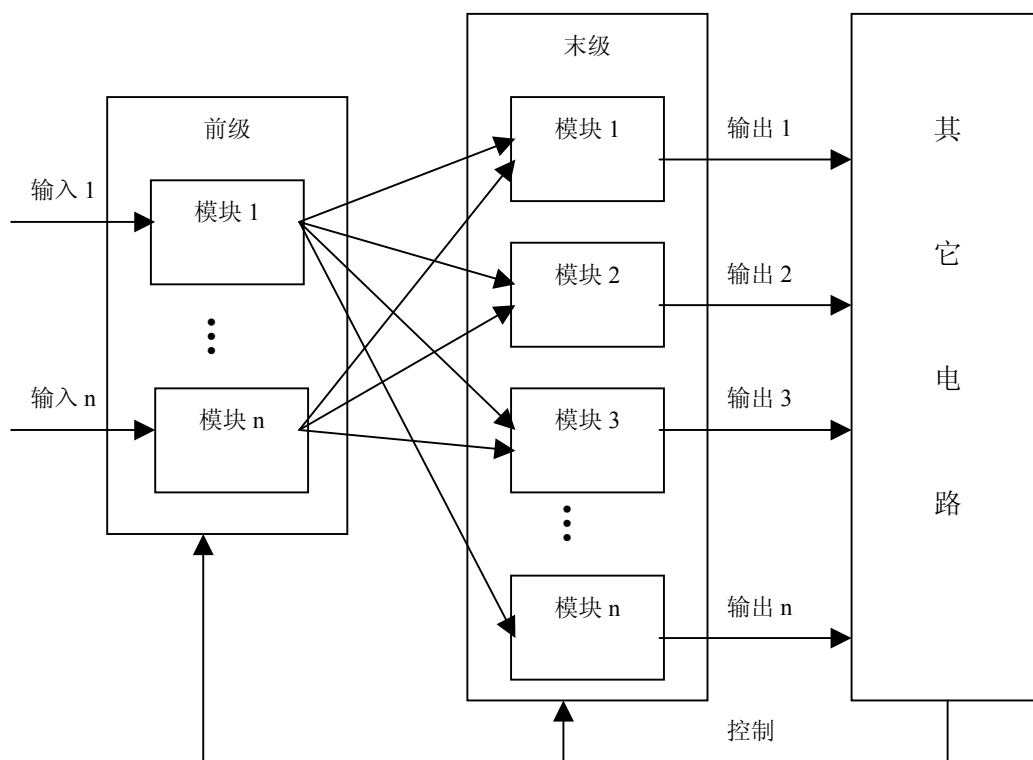 前级
输入 1
模块 1
输入 n
模块 n
末级
模块 1
模块 2
模块 3
模块 n
输出 1
输出 2
输出 3
输出 n
控制
其
它
电
路